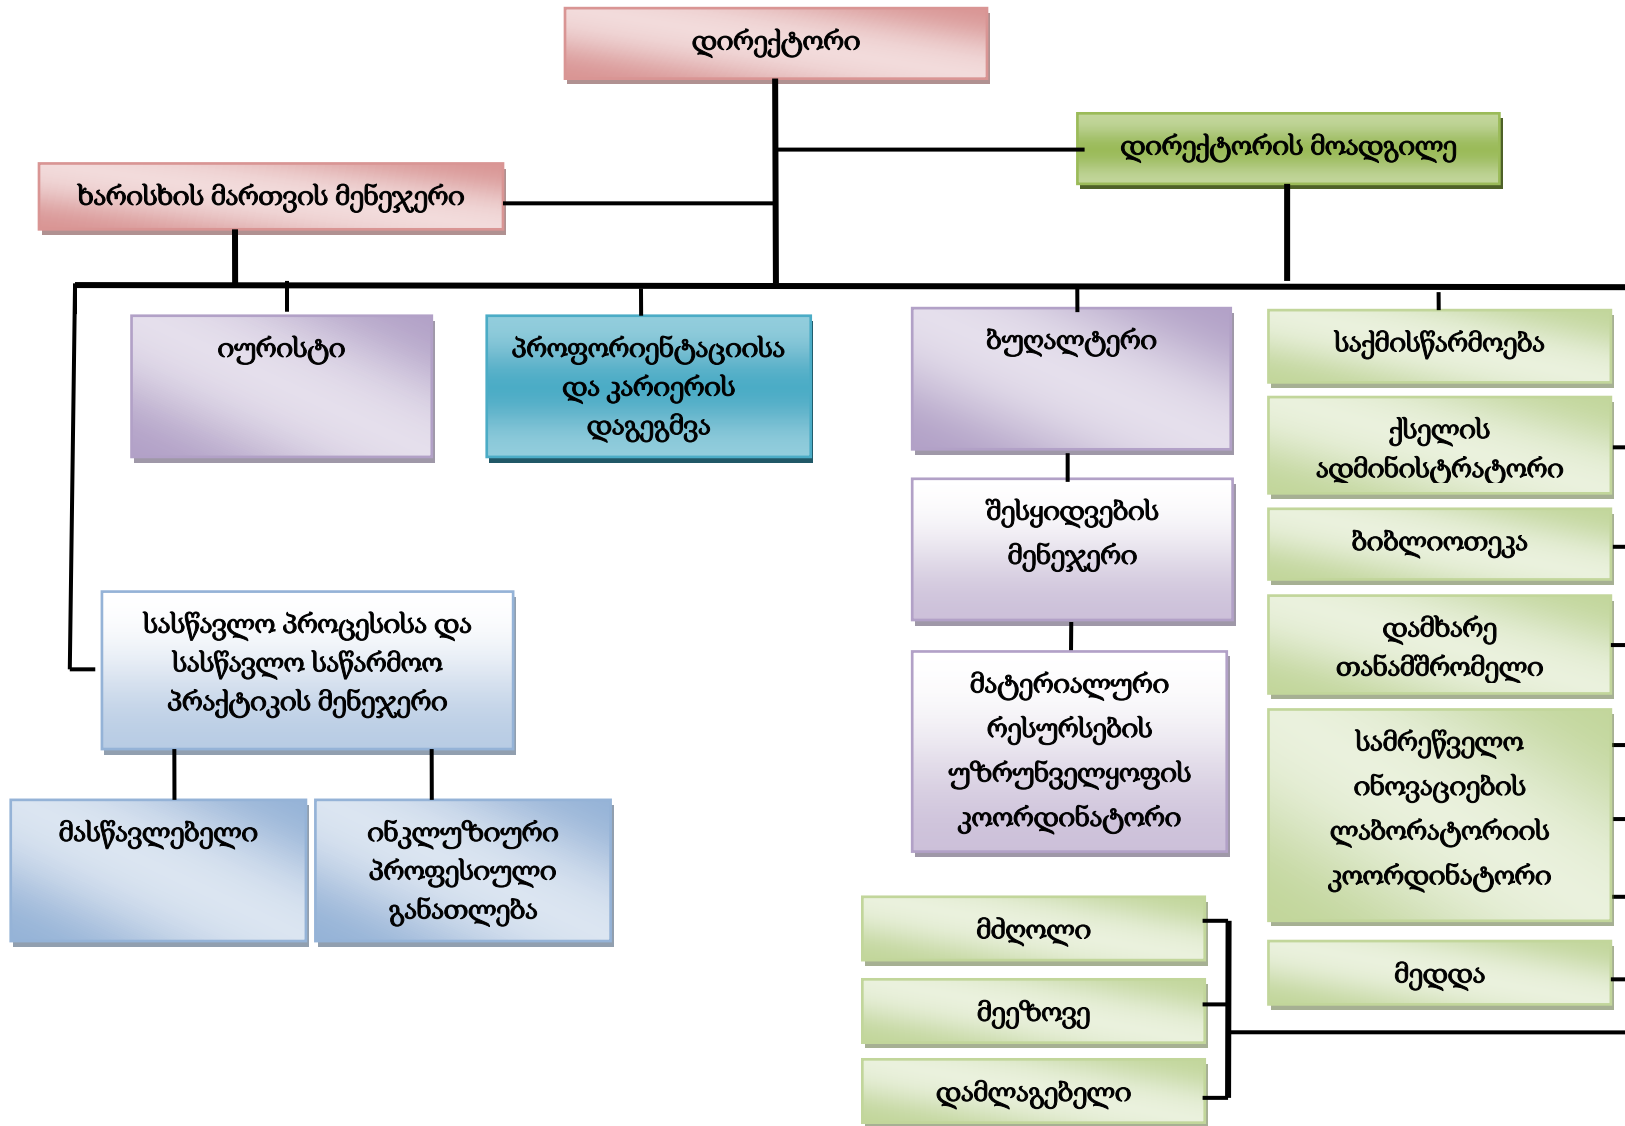 დირექტორი
დირექტორის მოადგილე
ხარისხის მართვის მენეჯერი
იურისტი
პროფორიენტაციისა
და კარიერის
დაგეგმვა
ბუღალტერი
საქმისწარმოება
ქსელის
ადმინისტრატორი
შესყიდვების
მენეჯერი
ბიბლიოთეკა
სასწავლო პროცესისა და
სასწავლო საწარმოო
პრაქტიკის მენეჯერი
დამხარე
თანამშრომელი
მატერიალური
რესურსების
უზრუნველყოფის
კოორდინატორი
სამრეწველო
ინოვაციების
ლაბორატორიის
კოორდინატორი
მასწავლებელი
ინკლუზიური
პროფესიული
განათლება
მძღოლი
მედდა
მეეზოვე
დამლაგებელი